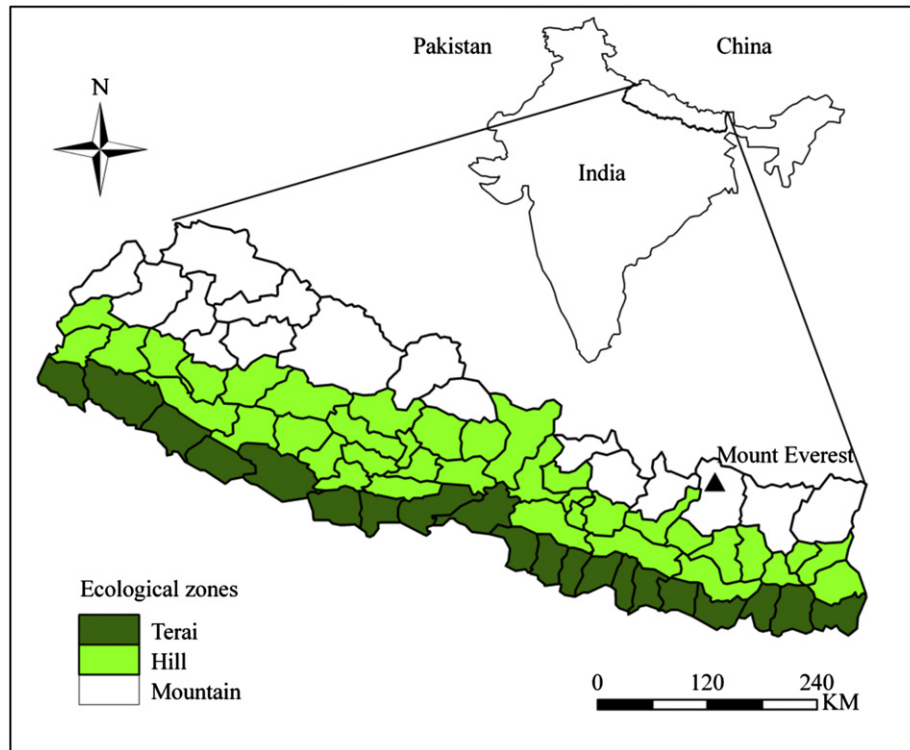 Pakistan
China
N
India
Mount Everest
Ecological zones
Terai
Hill
Mountain
0 120 240
KM